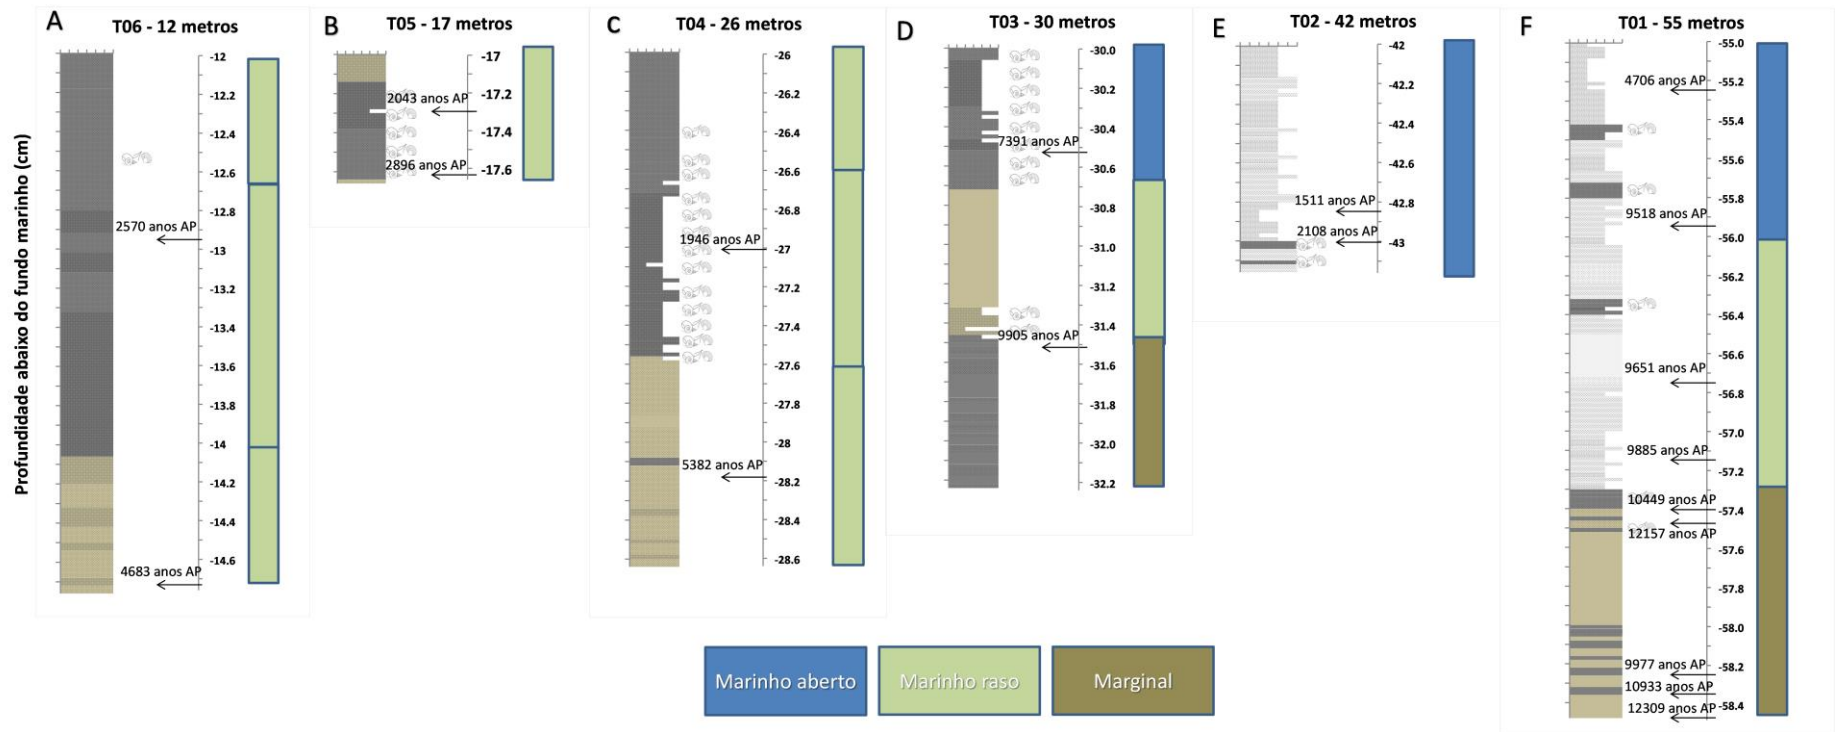 Profundidade abaixo do fundo marinho (cm)
A
T06 - 12 metros
-12
-12.2
-12.4
-12.6
-12.8
-13
-13.2
-13.4
-13.6
-13.8
-14
-14.2
-14.4
-14.6
2570 anos AP
4683 anos AP
B
T05 - 17 metros
-17
-17.2
-17.4
-17.6
2043 anos AP
2896 anos AP
C
T04 - 26 metros
-26
-26.2
-26.4
-26.6
-26.8
-27
-27.2
-27.4
-27.6
-27.8
-28
-28.2
-28.4
-28.6
1946 anos AP
5382 anos AP
D
T03 - 30 metros
-30.0
-30.2
-30.4
-30.6
-30.8
-31.0
-31.2
-31.4
-31.6
-31.8
-32.0
-32.2
7391 anos AP
9905 anos AP
E
T02 - 42 metros
-42
-42.2
-42.4
-42.6
-42.8
-43
1511 anos AP
2108 anos AP
F
T01 - 55 metros
-55.0
-55.2
-55.4
-55.6
-55.8
-56.0
-56.2
-56.4
-56.6
-56.8
-57.0
-57.2
-57.4
-57.6
-57.8
-58.0
-58.2
-58.4
4706 anos AP
9518 anos AP
9651 anos AP
9885 anos AP
10449 anos AP
12157 anos AP
9977 anos AP
10933 anos AP
12309 anos AP
Marinho aberto
Marinho raso
Marginal